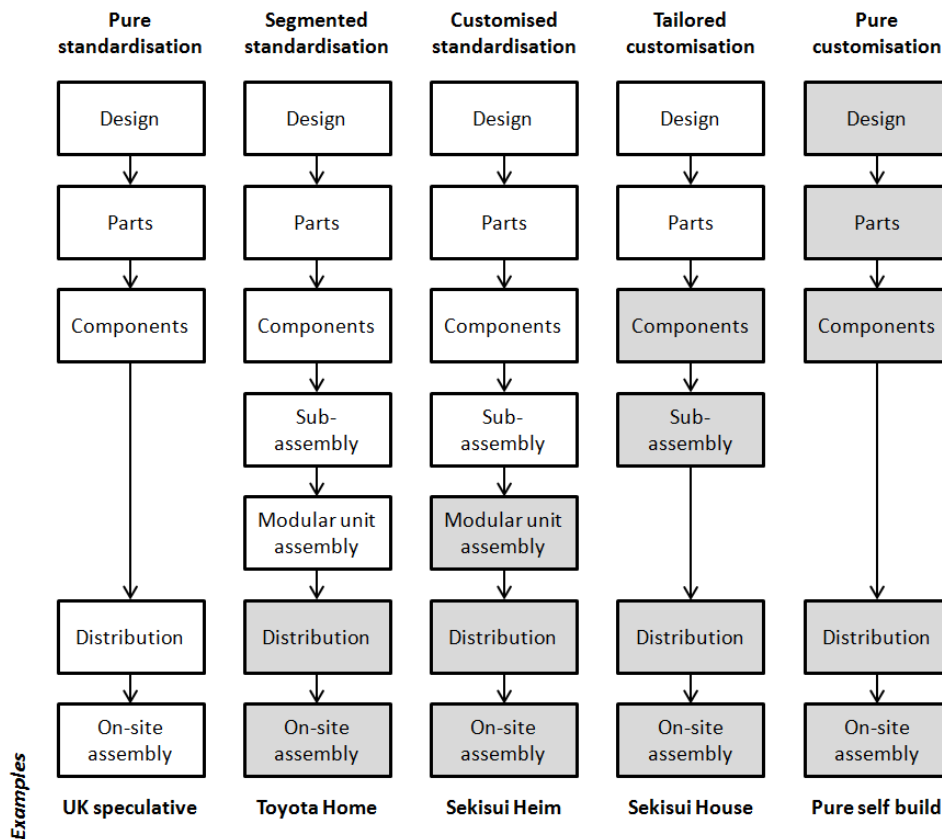 Pure
standardisation
Segmented
standardisation
Customised
standardisation
Tailored
customisation
Pure
customisation
Design
Design
Design
Design
Design
Parts
Parts
Parts
Parts
Parts
Components
Components
Components
Components
Components
Sub-
assembly
Sub-
assembly
Sub-
assembly
Modular unit
assembly
Modular unit
assembly
Distribution
Distribution
Distribution
Distribution
Distribution
On-site
assembly
On-site
assembly
On-site
assembly
On-site
assembly
On-site
assembly
Examples
UK speculative
Toyota Home
Sekisui Heim
Sekisui House
Pure self build